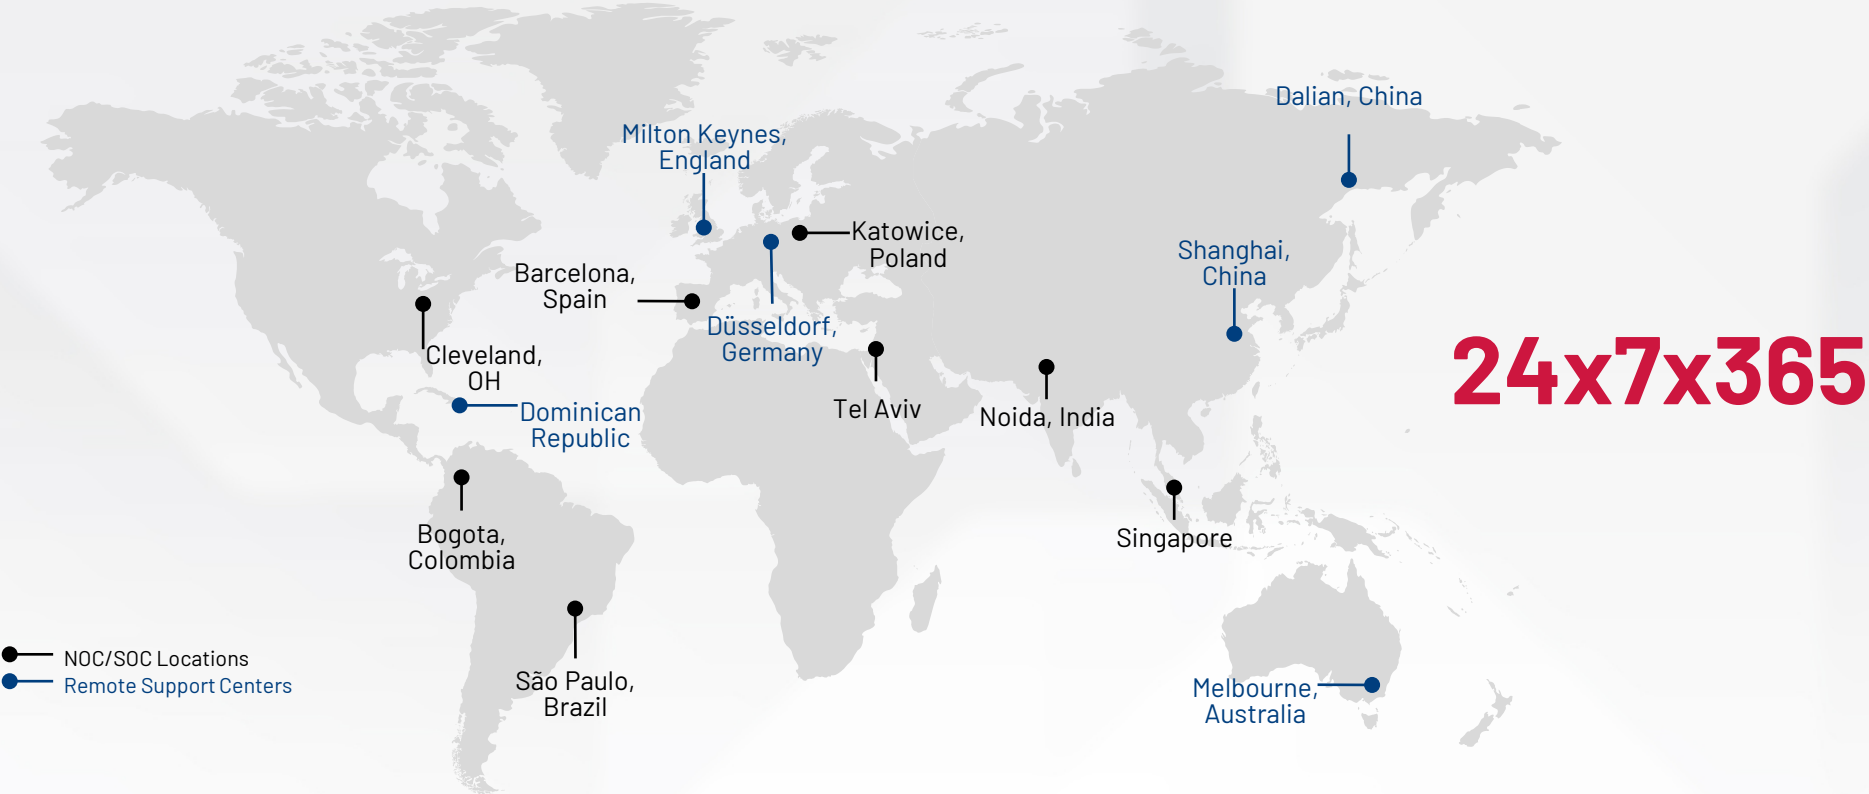 Dalian, China
Milton Keynes,
England
Katowice,
Poland
Shanghai,
China
Barcelona,
Spain
Düsseldorf,
Germany
Cleveland,
OH
24x7x365
Dominican
Republic
Tel Aviv
Noida, India
Bogota,
Colombia
Singapore
NOC/SOC Locations
Remote Support Centers
São Paulo,
Brazil
Melbourne,
Australia